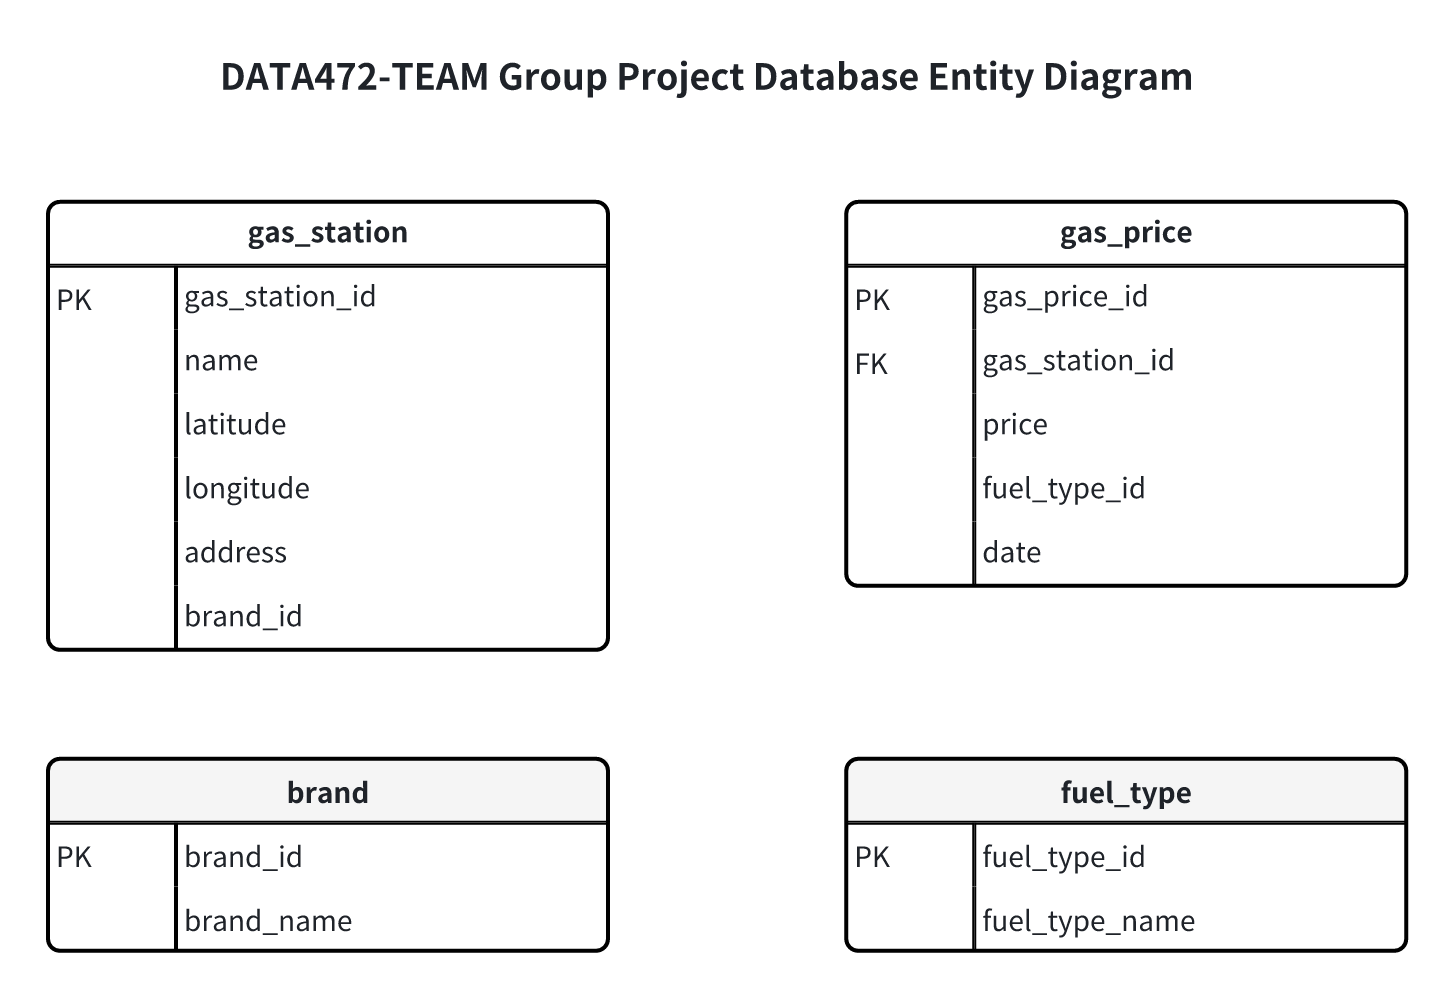 DATA472-TEAM Group Project Database Entity Diagram
gas_station
PK gas_station_id
name
latitude
longitude
address
brand_id
gas_price
PK gas_price_id
FK gas_station_id
price
fuel_type_id
date
brand
PK brand_id
brand_name
fuel_type
PK fuel_type_id
fuel_type_name